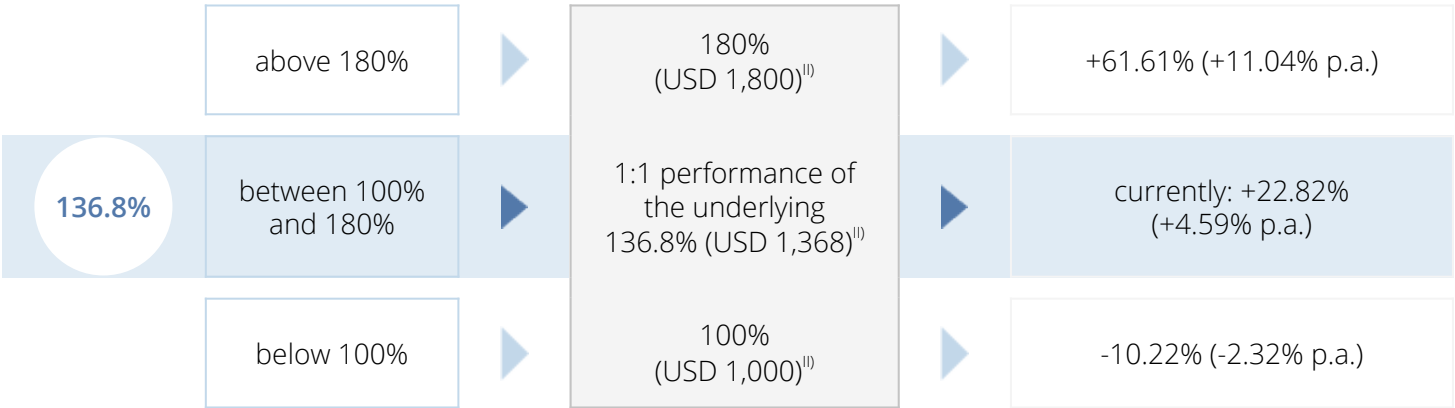 above 180%
180%
(USD 1,800)II)
+61.61% (+11.04% p.a.)
136.8%
between 100%
and 180%
1:1 performance of
the underlying
136.8% (USD 1,368)II)
currently: +22.82%
(+4.59% p.a.)
below 100%
100%
(USD 1,000)II)
-10.22% (-2.32% p.a.)